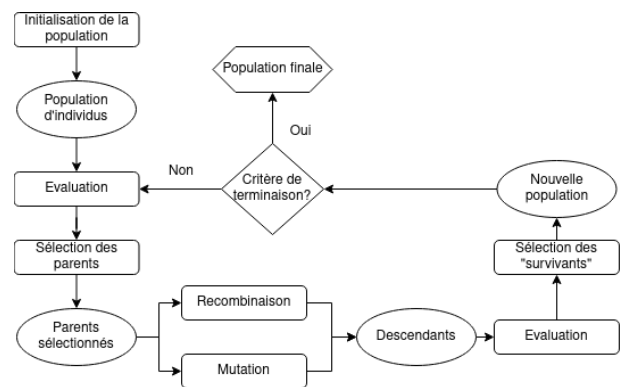 Initialisation de la
population
Population finale
Population
d'individus
Oui
Non
Evaluation
Critère de
terminaison?
Nouvelle
population
Sélection des
parents
Sélection des
"survivants"
Recombinaison
Parents
sélectionnés
Descendants
Evaluation
Mutation